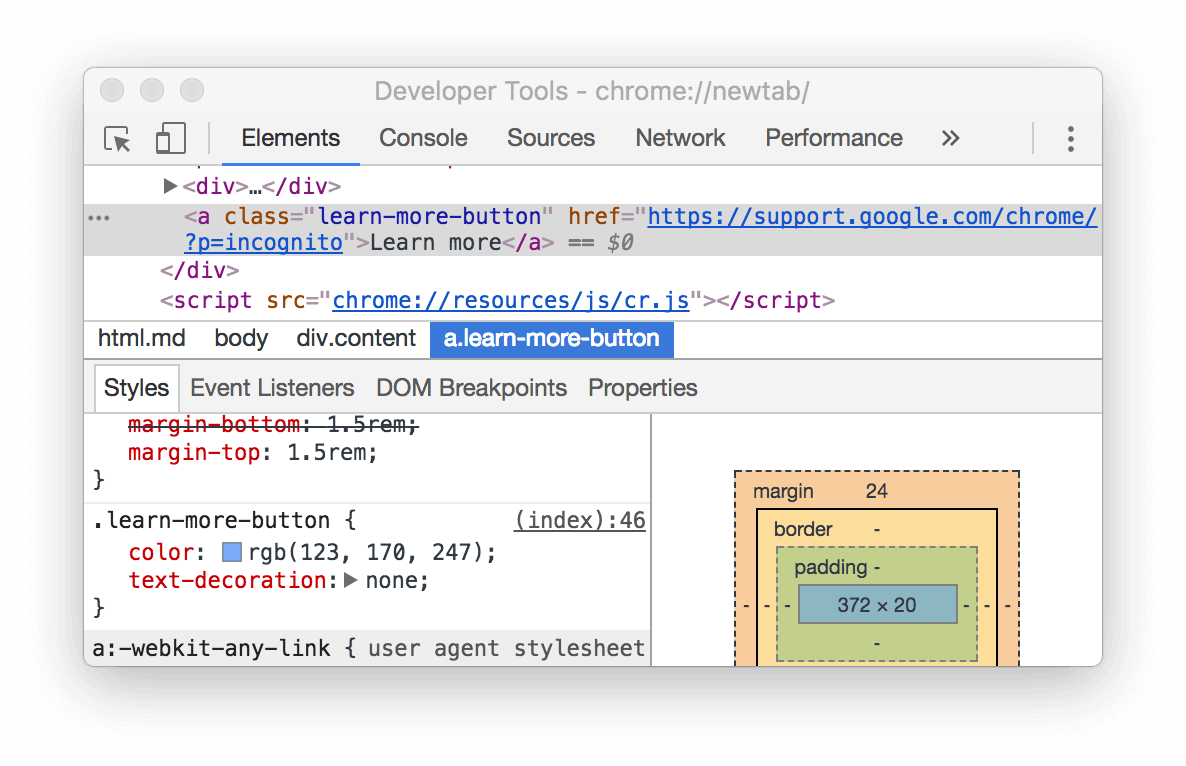 Developer Tools - chrome://newtab/
Elements Console Sources Network Performance »
▶<div>…</div>
••• <a class="learn-more-button" href="https://support.google.com/chrome/
?p=incognito">Learn more</a> == $0
</div>
<script src="chrome://resources/js/cr.js"></script>
html.md body div.content a.learn-more-button
Styles Event Listeners DOM Breakpoints Properties
margin-bottom: 1.5rem;
margin-top: 1.5rem;
}
.learn-more-button { (index):46
color: rgb(123, 170, 247);
text-decoration:▶none;
}
a:-webkit-any-link { user agent stylesheet
margin 24
border -
padding -
- - - 372 × 20 - - -
-